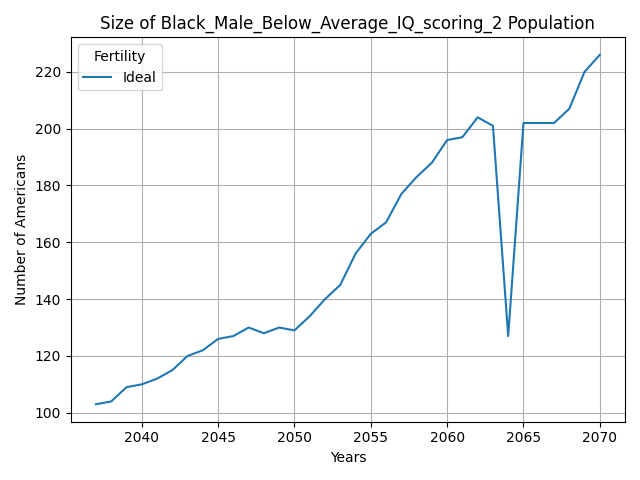 Size of Black_Male_Below_Average_IQ_scoring_2 Population
Fertility
Ideal
Number of Americans
220
200
180
160
140
120
100
2040 2045 2050 2055 2060 2065 2070
Years